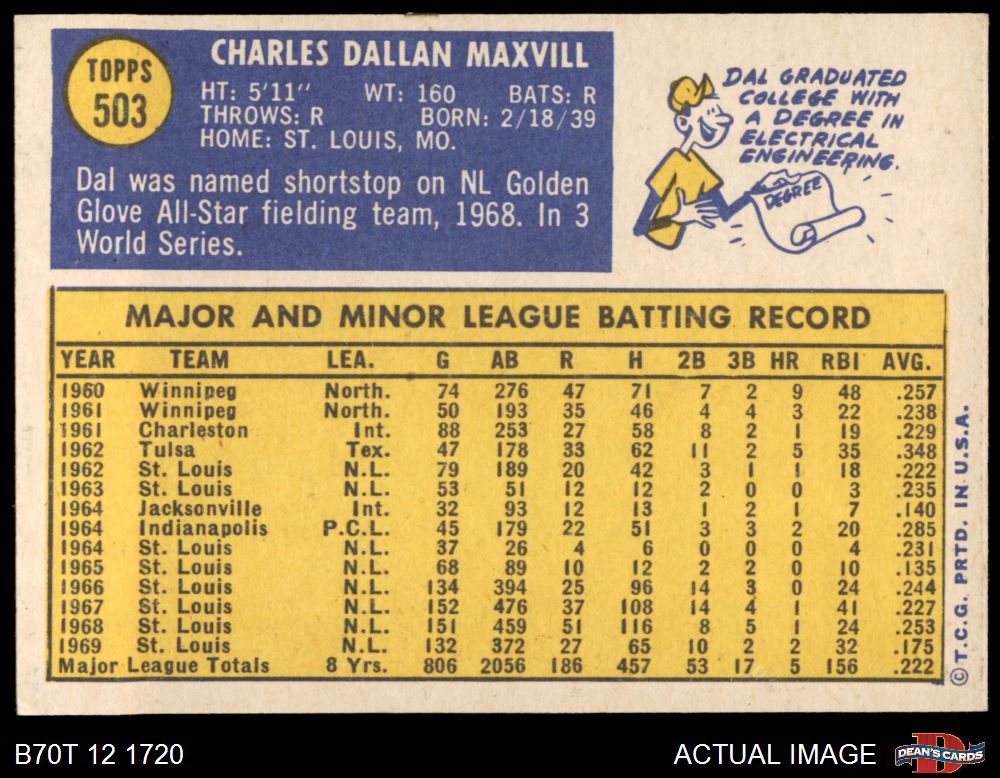 TOPPS
503
CHARLES DALLAN MAXVILL
HT: 5'11" WT: 160 BATS: R
THROWS: R BORN: 2/18/39
HOME: ST. LOUIS, MO.
Dal was named shortstop on NL Golden
Glove All-Star fielding team, 1968. In 3
World Series.
DAL GRADUATED
COLLEGE WITH
A DEGREE IN
ELECTRICAL
ENGINEERING.
DEGREE
MAJOR AND MINOR LEAGUE BATTING RECORD
YEAR TEAM LEA. G AB R H 2B 3B HR RBI AVG.
1960 Winnipeg North. 74 276 47 71 7 2 9 48 .257
1961 Winnipeg North. 50 193 35 46 4 4 3 22 .238
1961 Charleston Int. 88 253 27 58 8 2 1 19 .229
1962 Tulsa Tex. 47 178 33 62 11 2 5 35 .348
1962 St. Louis N.L. 79 189 20 42 3 1 1 18 .222
1963 St. Louis N.L. 53 51 12 12 2 0 0 3 .235
1964 Jacksonville Int. 32 93 12 13 1 2 1 7 .140
1964 Indianapolis P.C.L. 45 179 22 51 3 3 2 20 .285
1964 St. Louis N.L. 37 26 4 6 0 0 0 4 .231
1965 St. Louis N.L. 68 89 10 12 2 2 0 10 .135
1966 St. Louis N.L. 134 394 25 96 14 3 0 24 .244
1967 St. Louis N.L. 152 476 37 108 14 4 1 41 .227
1968 St. Louis N.L. 151 459 51 116 8 5 1 24 .253
1969 St. Louis N.L. 132 372 27 65 10 2 2 32 .175
Major League Totals 8 Yrs. 806 2056 186 457 53 17 5 156 .222
© T.C.G. PRTD. IN U.S.A.
B70T 12 1720
ACTUAL IMAGE
D
DEAN'S CARDS